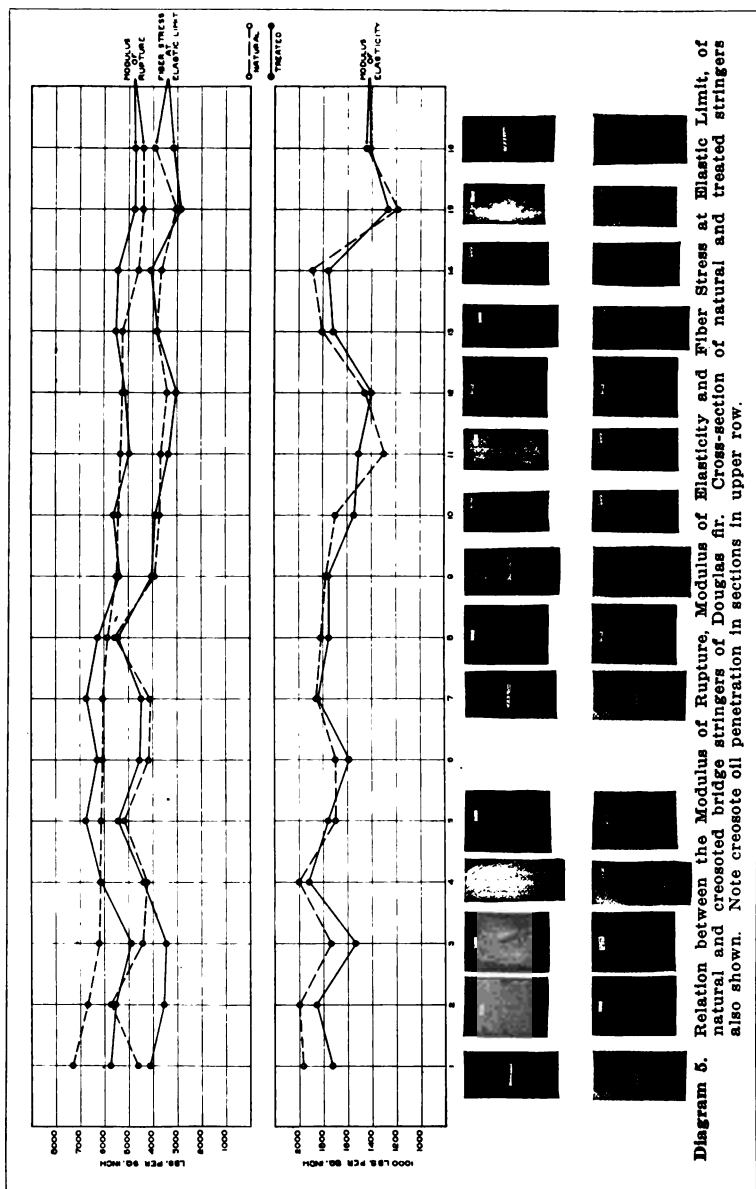 MODULUS
OF
RUPTURE
FIBER STRESS
AT
ELASTIC LIMIT
NATURAL
TREATED
8000
7000
6000
5000
4000
3000
2000
1000
LBS. PER SQ. INCH
MODULUS
OF
ELASTICITY
2000
1800
1600
1400
1200
1000
1000 LBS. PER SQ. INCH
1 2 3 4 5 6 7 8 9 10 11 12 13 14 15 16
Diagram 5. Relation between the Modulus of Rupture, Modulus of Elasticity and Fiber Stress at Elastic Limit, of
natural and creosoted bridge stringers of Douglas fir. Cross-section of natural and treated stringers
also shown. Note creosote oil penetration in sections in upper row.